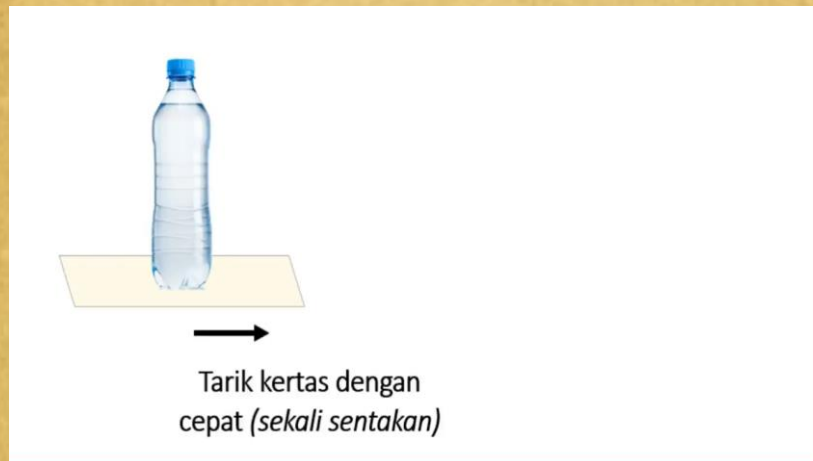 Tarik kertas dengan
cepat (sekali sentakan)